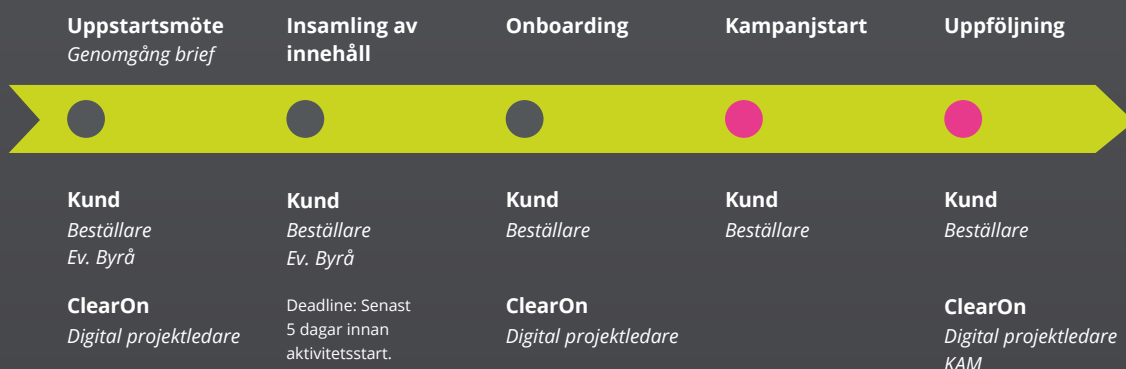 Uppstartsmöte
Genomgång brief
Insamling av
innehåll
Onboarding
Kampanjstart
Uppföljning
Kund
Beställare
Ev. Byrå
ClearOn
Digital projektledare
Kund
Beställare
Ev. Byrå
Deadline: Senast
5 dagar innan
aktivitetsstart.
Kund
Beställare
ClearOn
Digital projektledare
Kund
Beställare
Kund
Beställare
ClearOn
Digital projektledare
KAM